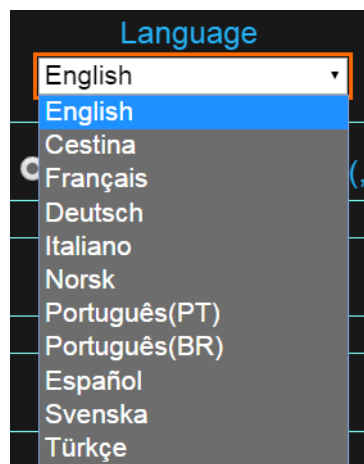 Language
English
English
Cestina
Français
(,
Deutsch
Italiano
Norsk
Português(PT)
Português(BR)
Español
Svenska
Türkçe